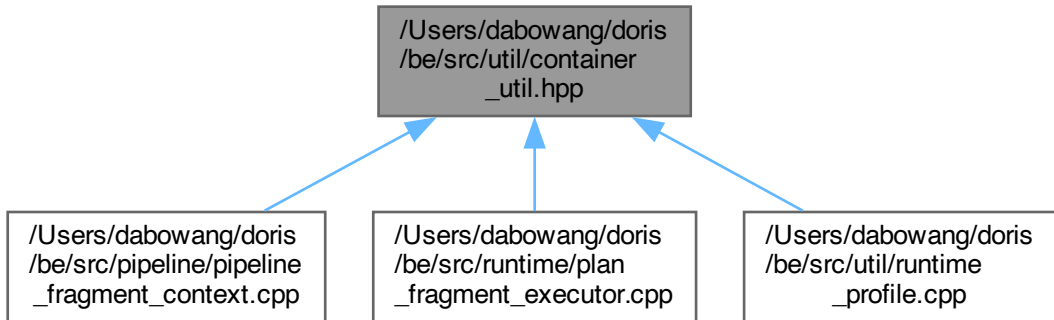 /Users/dabowang/doris
/be/src/util/container
_util.hpp
/Users/dabowang/doris
/be/src/pipeline/pipeline
_fragment_context.cpp
/Users/dabowang/doris
/be/src/runtime/plan
_fragment_executor.cpp
/Users/dabowang/doris
/be/src/util/runtime
_profile.cpp